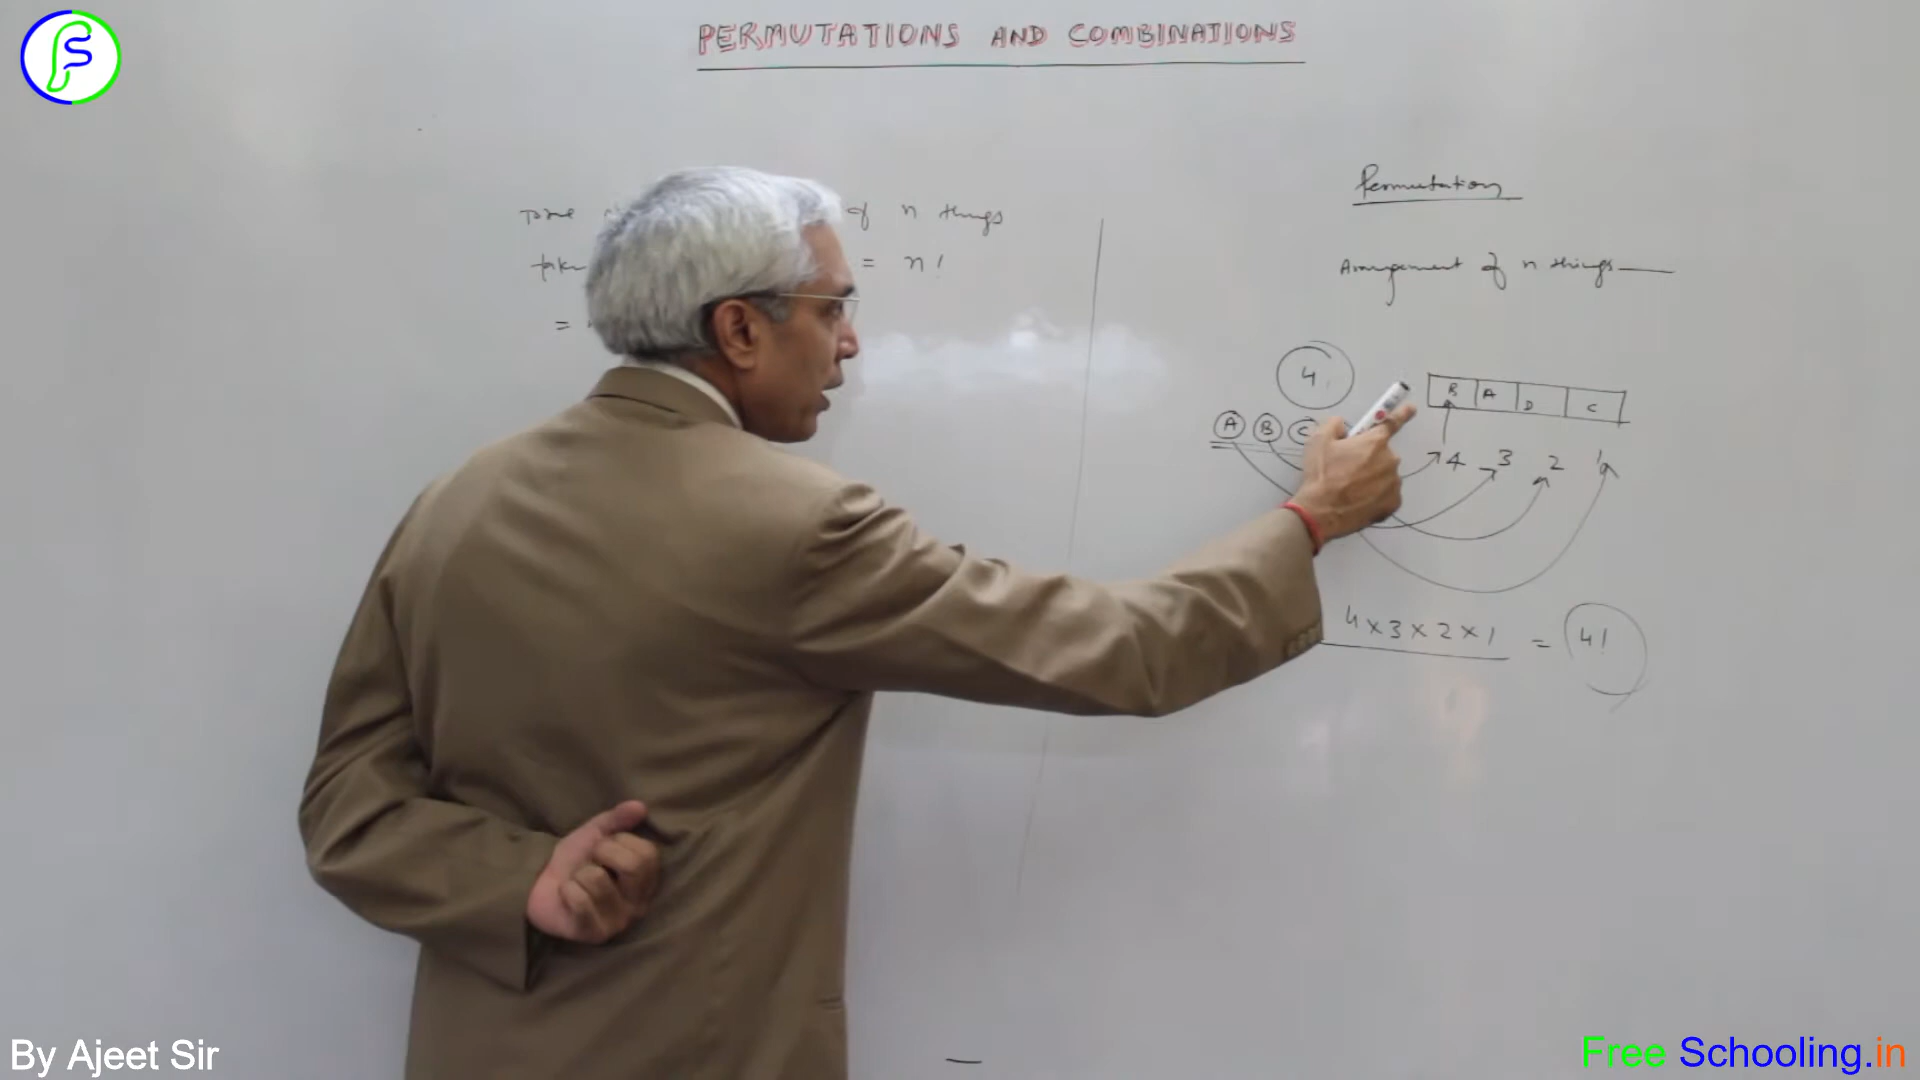 PERMUTATIONS AND COMBINATIONS
of n things
= n!
=
Permutation
Arrangement of n things
4
B A D C
A B C
4 3 2 1
4 x 3 x 2 x 1 = 4!
By Ajeet Sir
Free Schooling.in